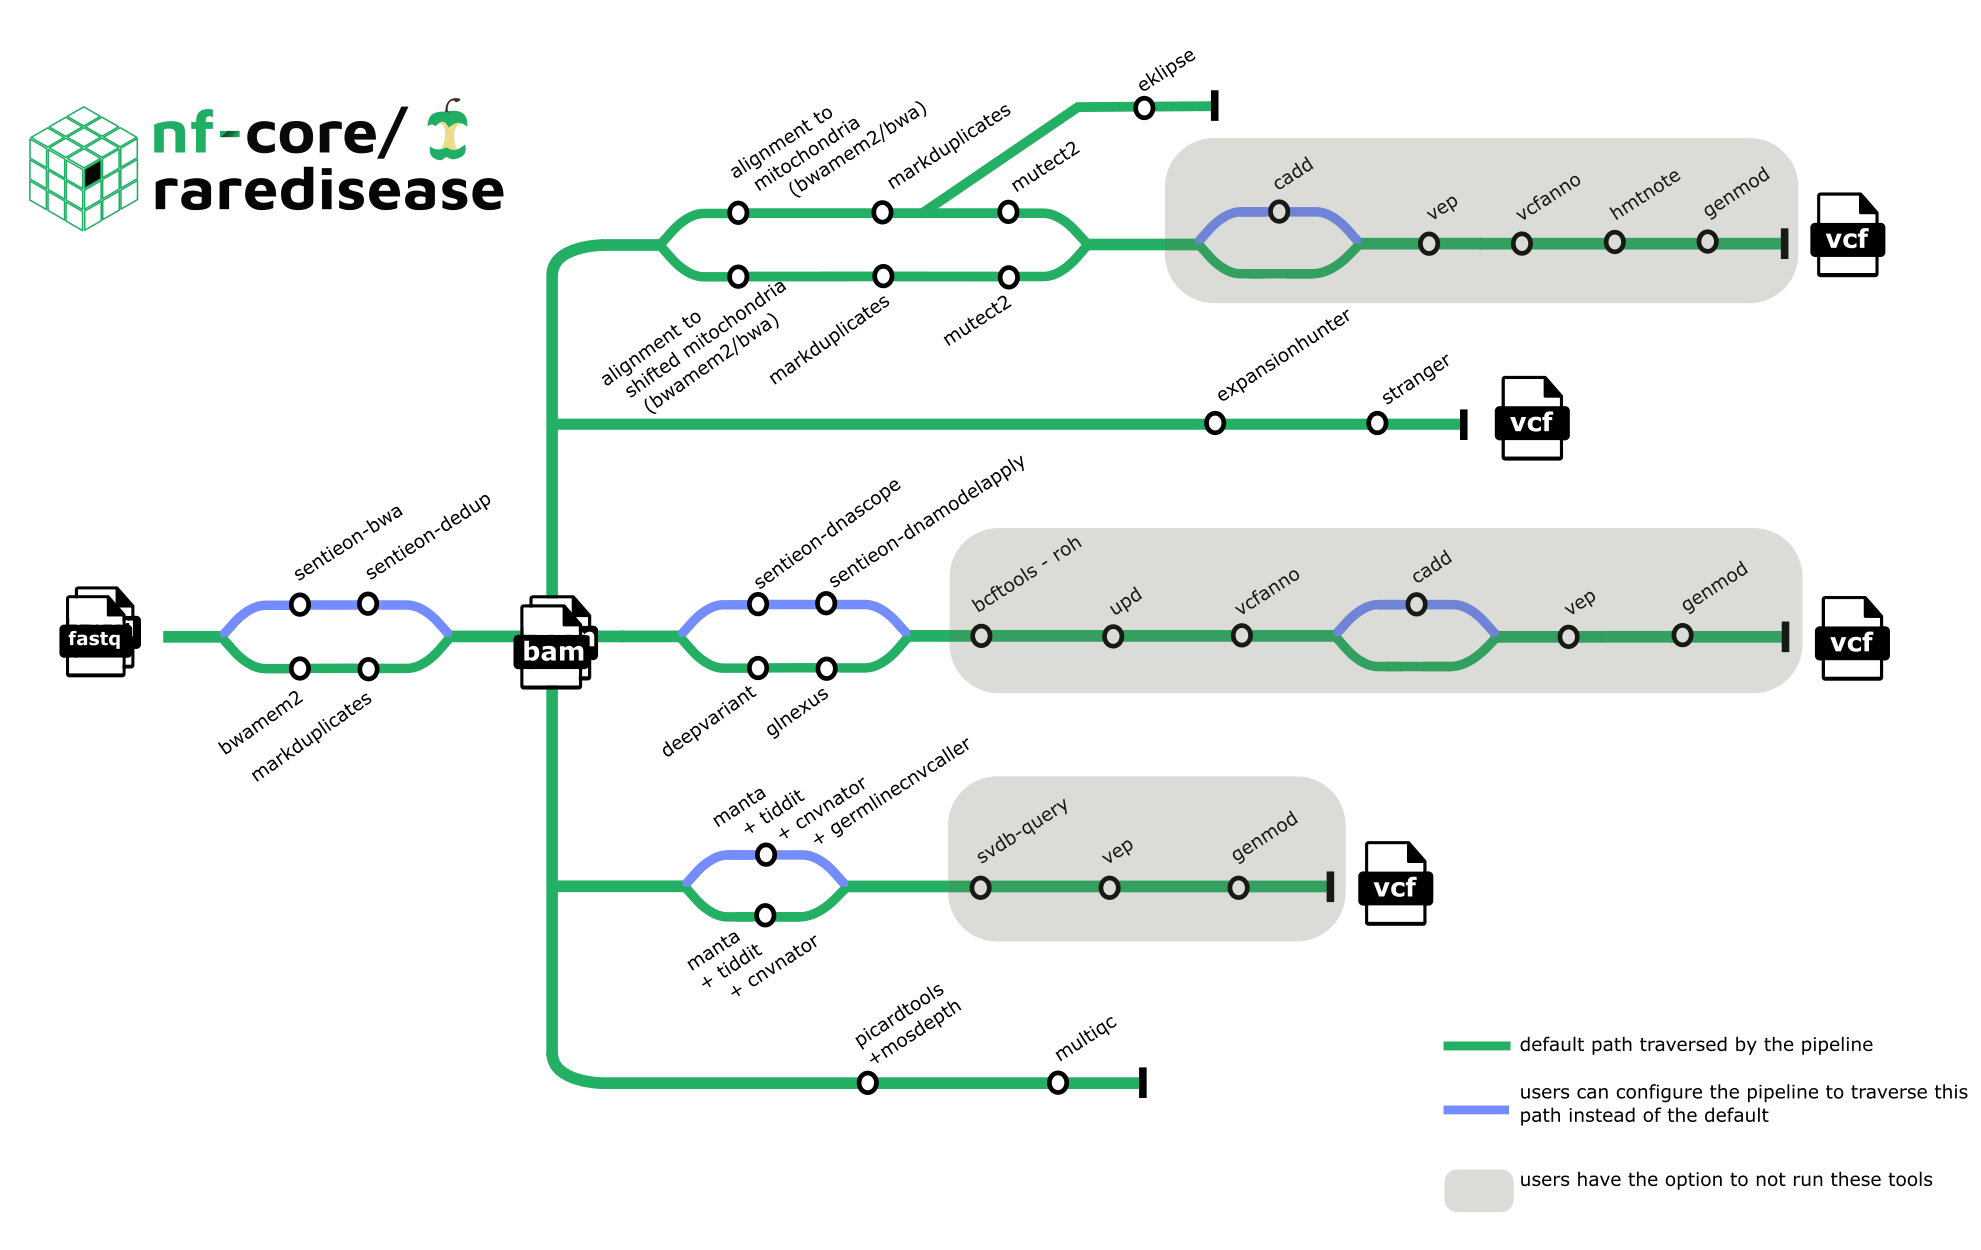 nf-core/
raredisease
eklipse
alignment to
mitochondria
(bwamem2/bwa)
markduplicates
mutect2
cadd
vep
vcfanno
hmtnote
genmod
vcf
alignment to
shifted mitochondria
(bwamem2/bwa)
markduplicates
mutect2
expansionhunter
stranger
vcf
sentieon-bwa
sentieon-dedup
fastq
bwamem2
markduplicates
bam
sentieon-dnascope
sentieon-dnamodelapply
deepvariant
glnexus
bcftools - roh
upd
vcfanno
cadd
vep
genmod
vcf
manta
+ tiddit
+ cnvnator
+ germlinecnvcaller
manta
+ tiddit
+ cnvnator
svdb-query
vep
genmod
vcf
picardtools
+mosdepth
multiqc
default path traversed by the pipeline
users can configure the pipeline to traverse this
path instead of the default
users have the option to not run these tools